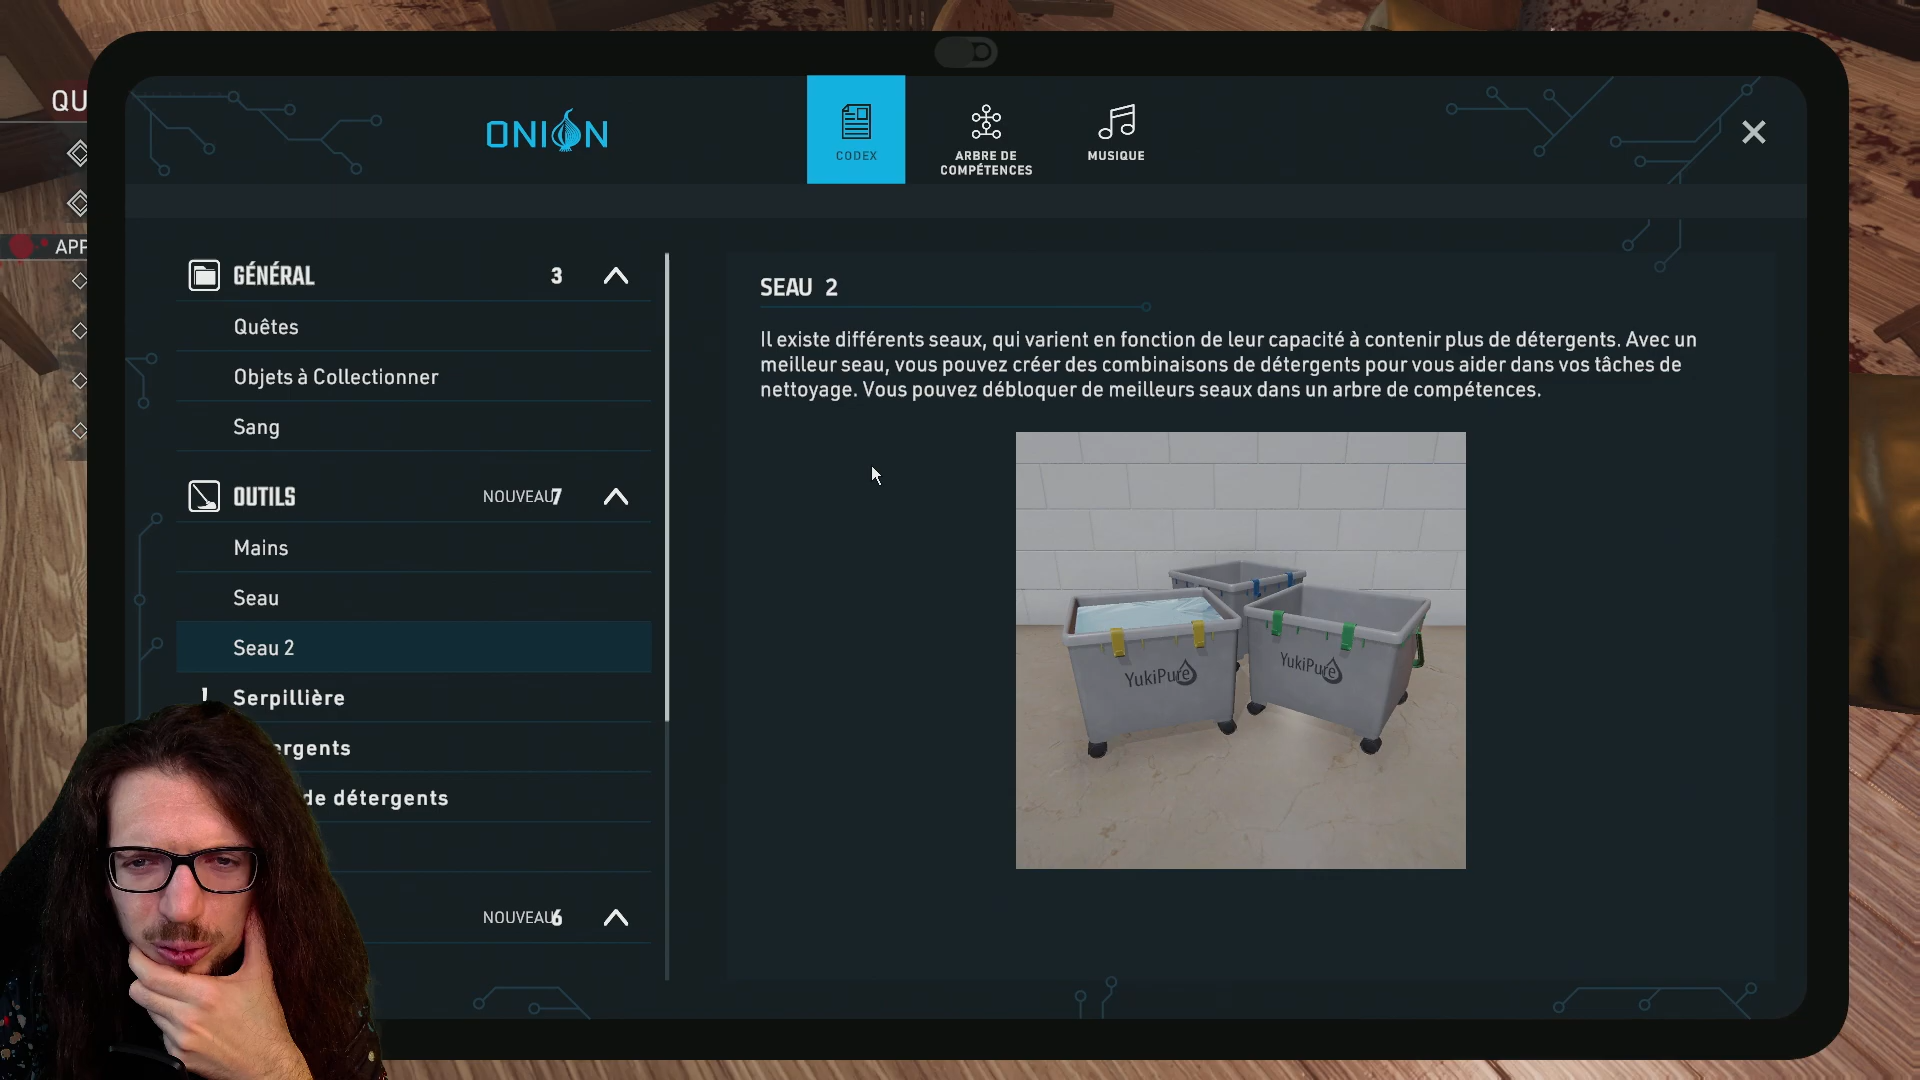 QU
APP
ONION
CODEX
ARBRE DE
COMPÉTENCES
MUSIQUE
GÉNÉRAL 3
Quêtes
Objets à Collectionner
Sang
OUTILS NOUVEAU 7
Mains
Seau
Seau 2
! Serpillière
ergents
de détergents
NOUVEAU 6
SEAU 2
Il existe différents seaux, qui varient en fonction de leur capacité à contenir plus de détergents. Avec un
meilleur seau, vous pouvez créer des combinaisons de détergents pour vous aider dans vos tâches de
nettoyage. Vous pouvez débloquer de meilleurs seaux dans un arbre de compétences.
YukiPure
YukiPure